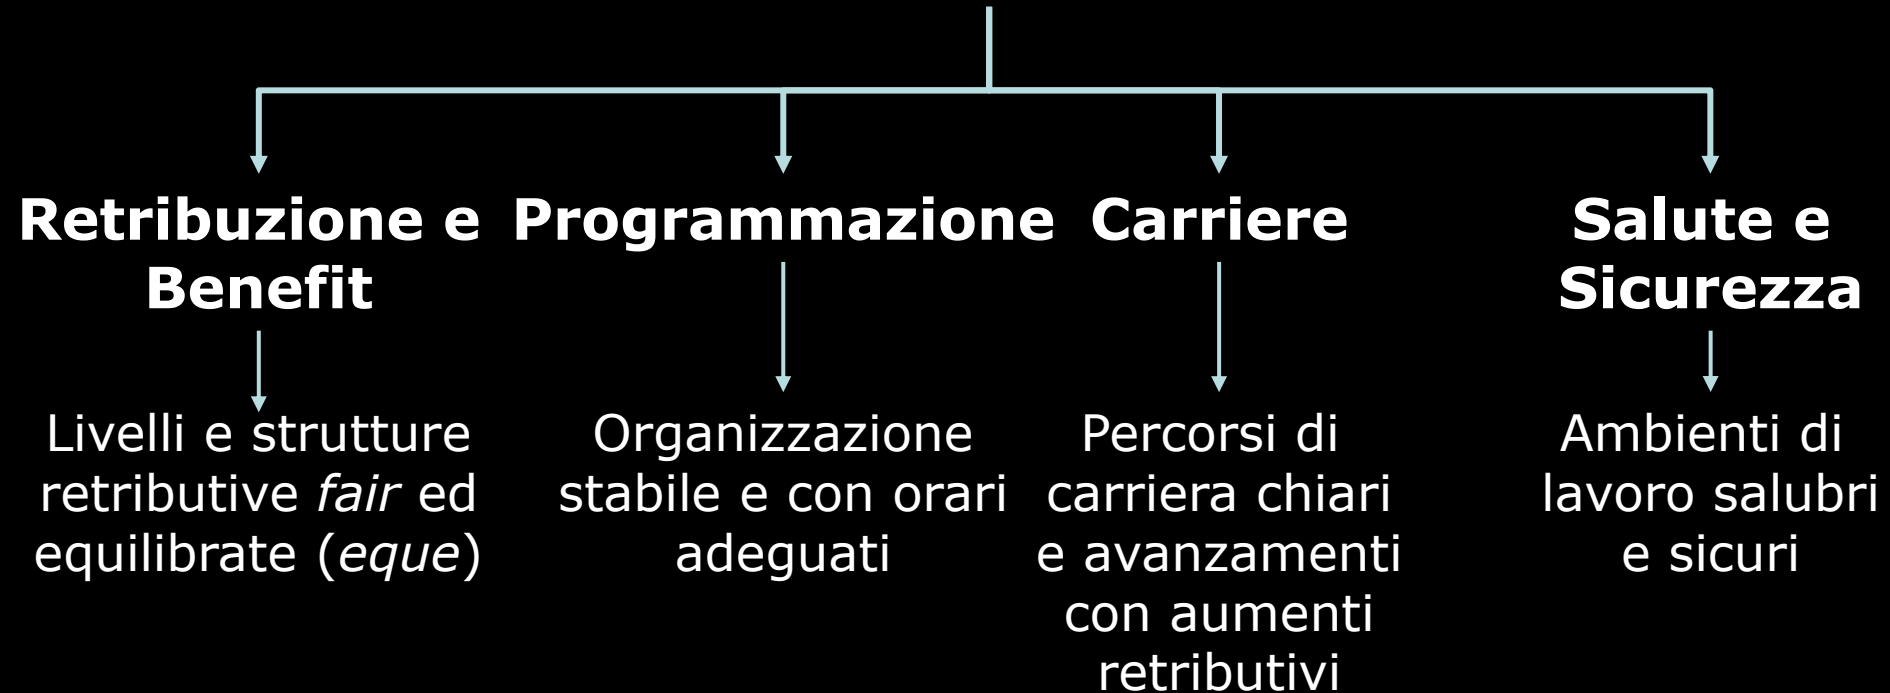 Retribuzione e
Benefit
Livelli e strutture
retributive fair ed
equilibrate (eque)
Programmazione
Organizzazione
stabile e con orari
adeguati
Carriere
Percorsi di
carriera chiari
e avanzamenti
con aumenti
retributivi
Salute e
Sicurezza
Ambienti di
lavoro salubri
e sicuri